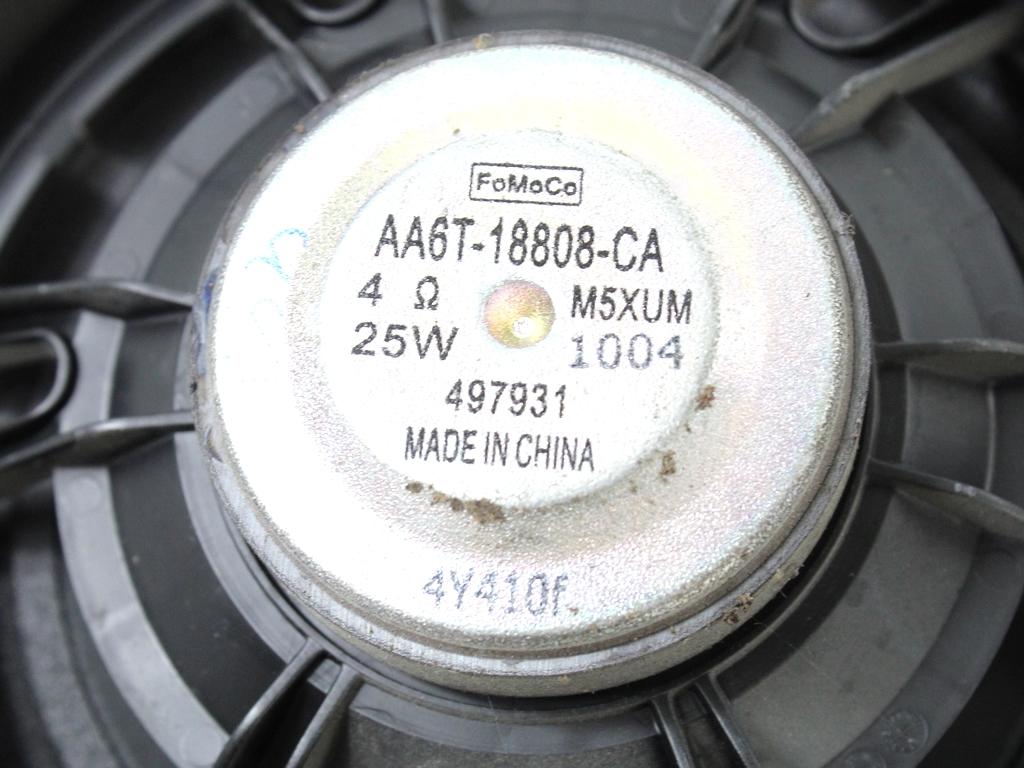 FoMoCo
AA6T-18808-CA
4 Ω M5XUM
25W 1004
497931
MADE IN CHINA
4Y410f